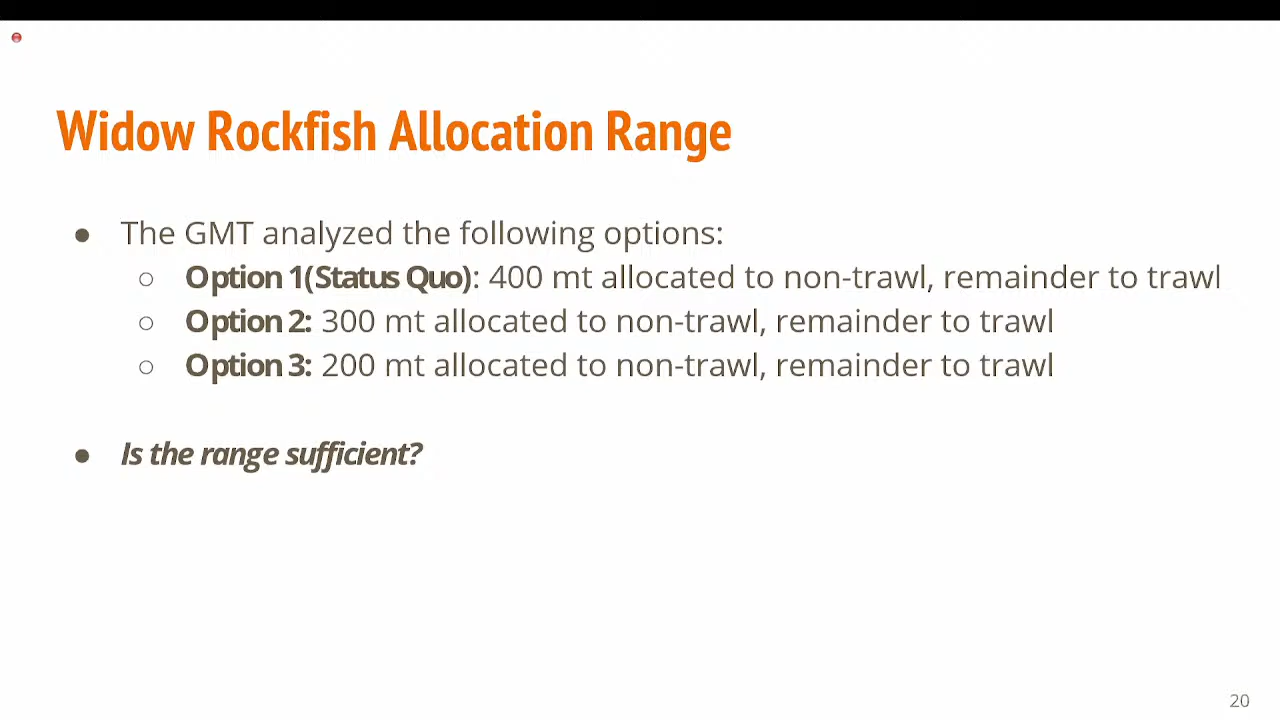 Widow Rockfish Allocation Range
● The GMT analyzed the following options:
○ Option 1(Status Quo): 400 mt allocated to non-trawl, remainder to trawl
○ Option 2: 300 mt allocated to non-trawl, remainder to trawl
○ Option 3: 200 mt allocated to non-trawl, remainder to trawl
● Is the range sufficient?
20